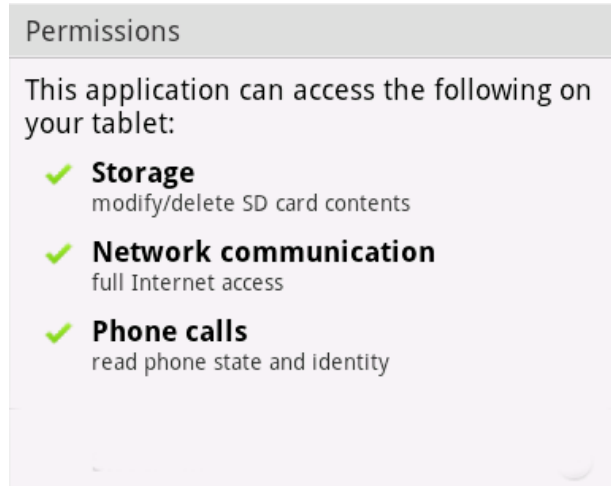 Permissions
This application can access the following on
your tablet:
Storage
modify/delete SD card contents
Network communication
full Internet access
Phone calls
read phone state and identity